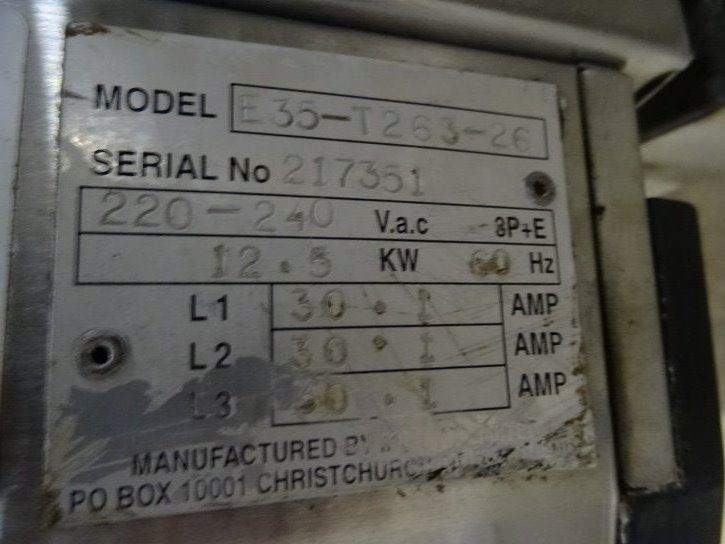 MODEL E35-T263-26
SERIAL No 217351
220-240 V.a.c 3P+E
12.5 KW 60 Hz
L1 30.1 AMP
L2 30.1 AMP
L3 30.1 AMP
MANUFACTURED BY
PO BOX 10001 CHRISTCHURCH